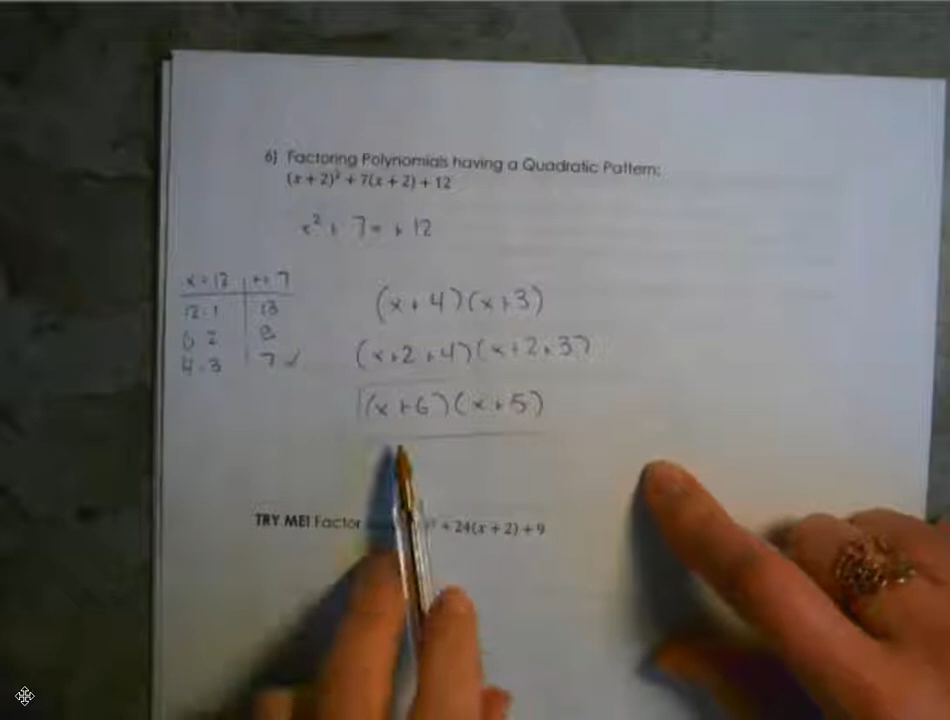 6) Factoring Polynomials having a Quadratic Pattern:
(x + 2)² + 7(x + 2) + 12
x² + 7x + 12
x = 12 | += 7
12·1 | 13
6·2 | 8
4·3 | 7 ✓
(x+4)(x+3)
(x+2+4)(x+2+3)
(x+6)(x+5)
TRY ME! Factor ² + 24(x + 2) + 9